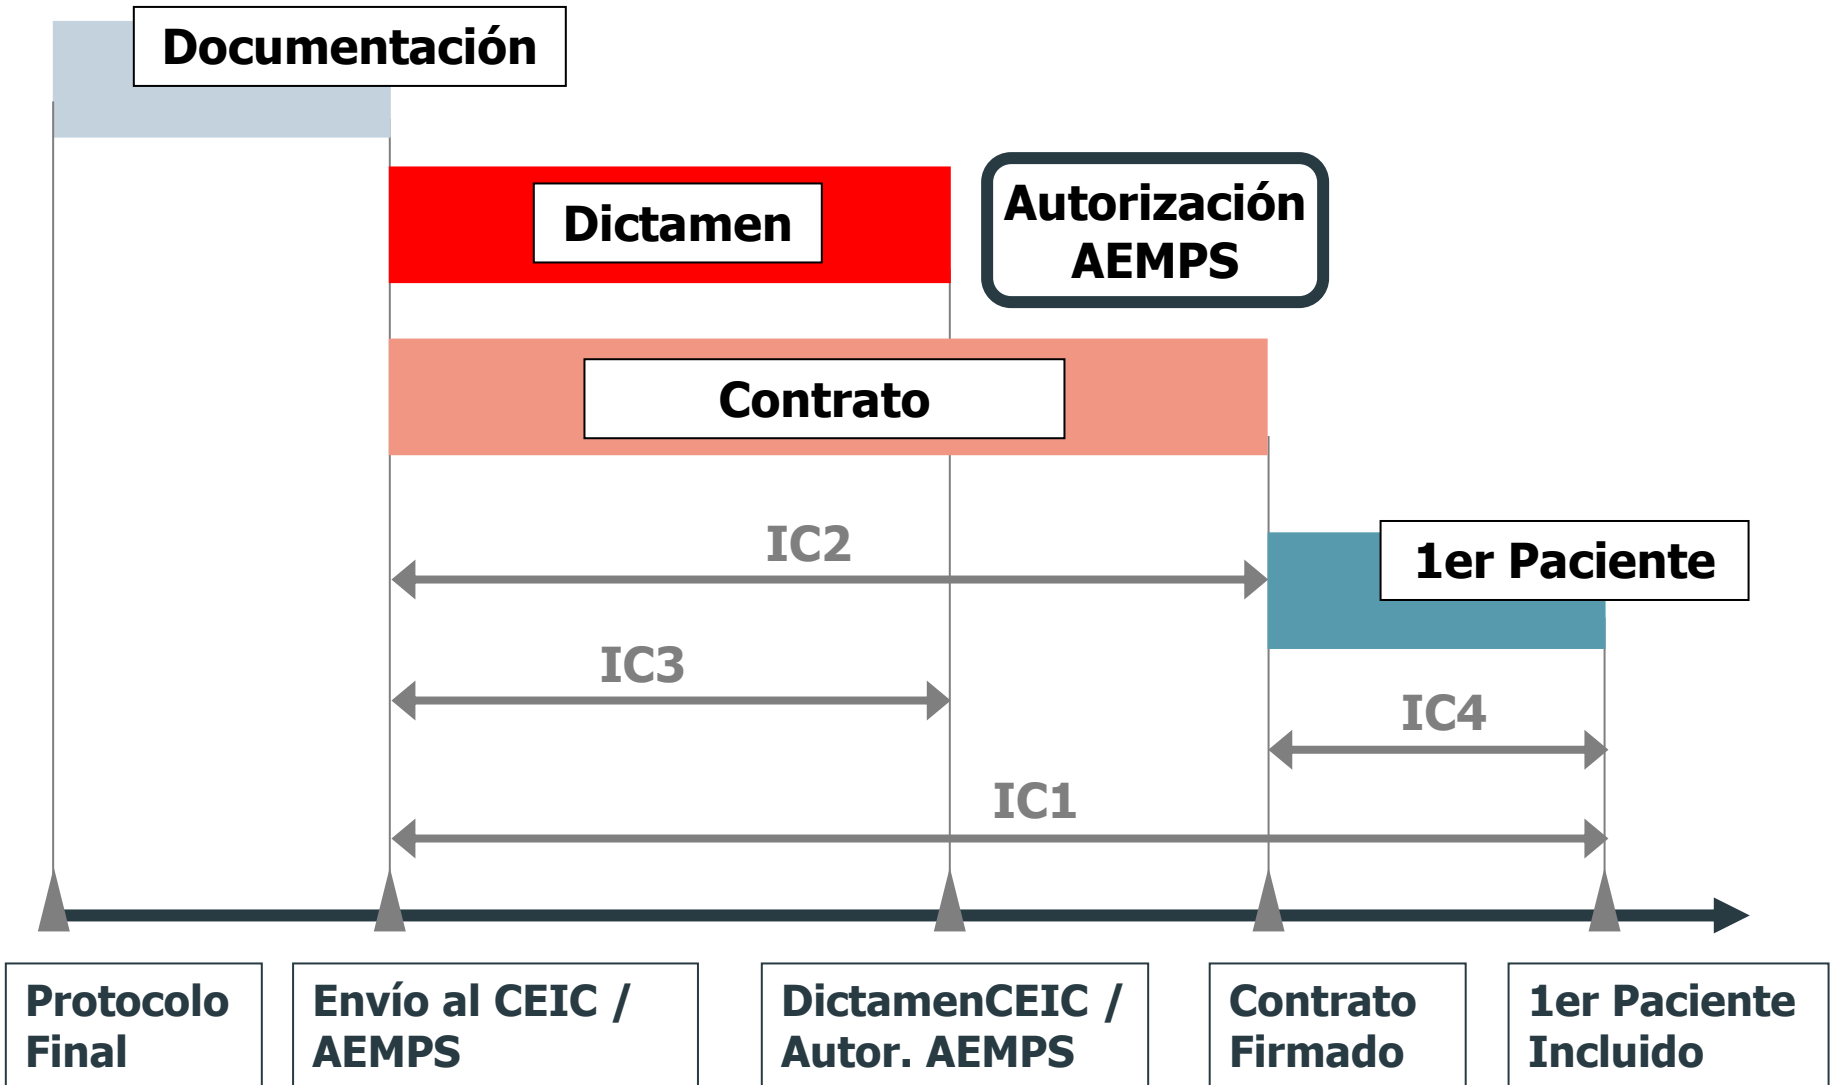 Documentación
Dictamen
Autorización
AEMPS
Contrato
IC2
1er Paciente
IC3
IC4
IC1
Protocolo
Final
Envío al CEIC /
AEMPS
DictamenCEIC /
Autor. AEMPS
Contrato
Firmado
1er Paciente
Incluido